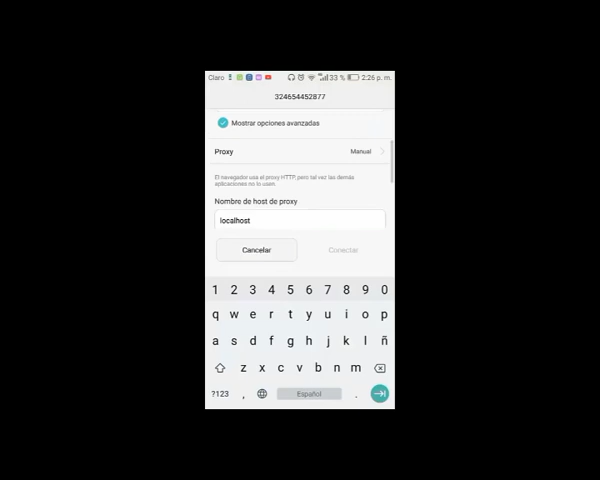 Claro 33 % 2:26 p. m.
324654452877
Mostrar opciones avanzadas
Proxy Manual
El navegador usa el proxy HTTP, pero tal vez las demás
aplicaciones no lo usen.
Nombre de host de proxy
localhost
Cancelar Conectar
1 2 3 4 5 6 7 8 9 0
q w e r t y u i o p
a s d f g h j k l ñ
z x c v b n m
?123 , Español .